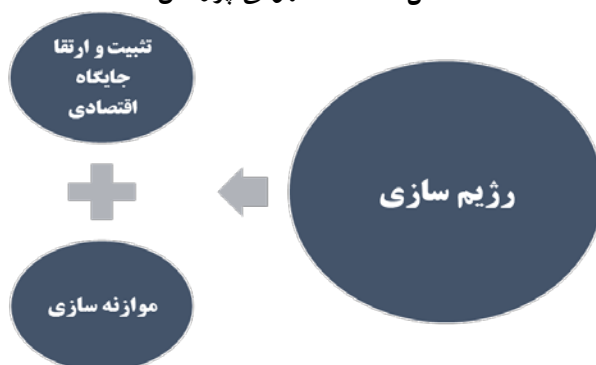 رژیم سازی
تثبیت و ارتقا
جایگاه
اقتصادی
موازنه سازی